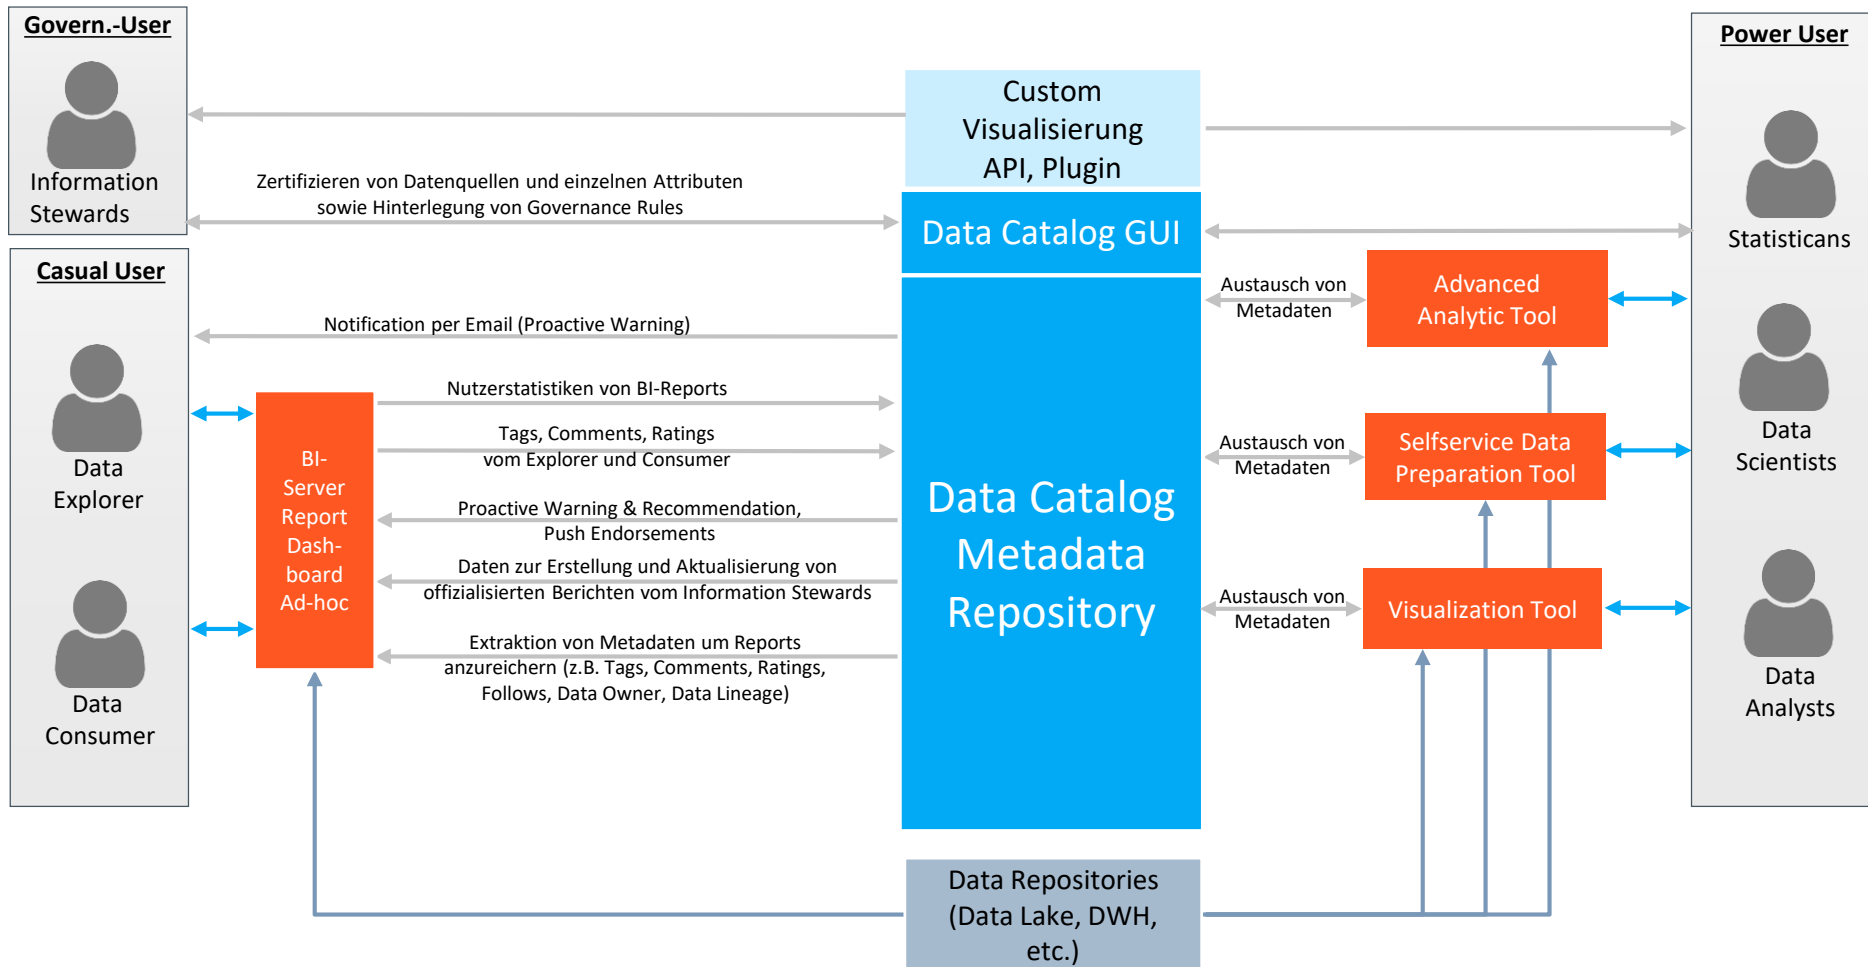 Govern.-User
Information
Stewards
Casual User
Data
Explorer
Data
Consumer
BI-
Server
Report
Dash-
board
Ad-hoc
Zertifizieren von Datenquellen und einzelnen Attributen
sowie Hinterlegung von Governance Rules
Notification per Email (Proactive Warning)
Nutzerstatistiken von BI-Reports
Tags, Comments, Ratings
vom Explorer und Consumer
Proactive Warning & Recommendation,
Push Endorsements
Daten zur Erstellung und Aktualisierung von
offizialisierten Berichten vom Information Stewards
Extraktion von Metadaten um Reports
anzureichern (z.B. Tags, Comments, Ratings,
Follows, Data Owner, Data Lineage)
Custom
Visualisierung
API, Plugin
Data Catalog GUI
Data Catalog
Metadata
Repository
Data Repositories
(Data Lake, DWH,
etc.)
Austausch von
Metadaten
Advanced
Analytic Tool
Austausch von
Metadaten
Selfservice Data
Preparation Tool
Austausch von
Metadaten
Visualization Tool
Power User
Statisticans
Data
Scientists
Data
Analysts